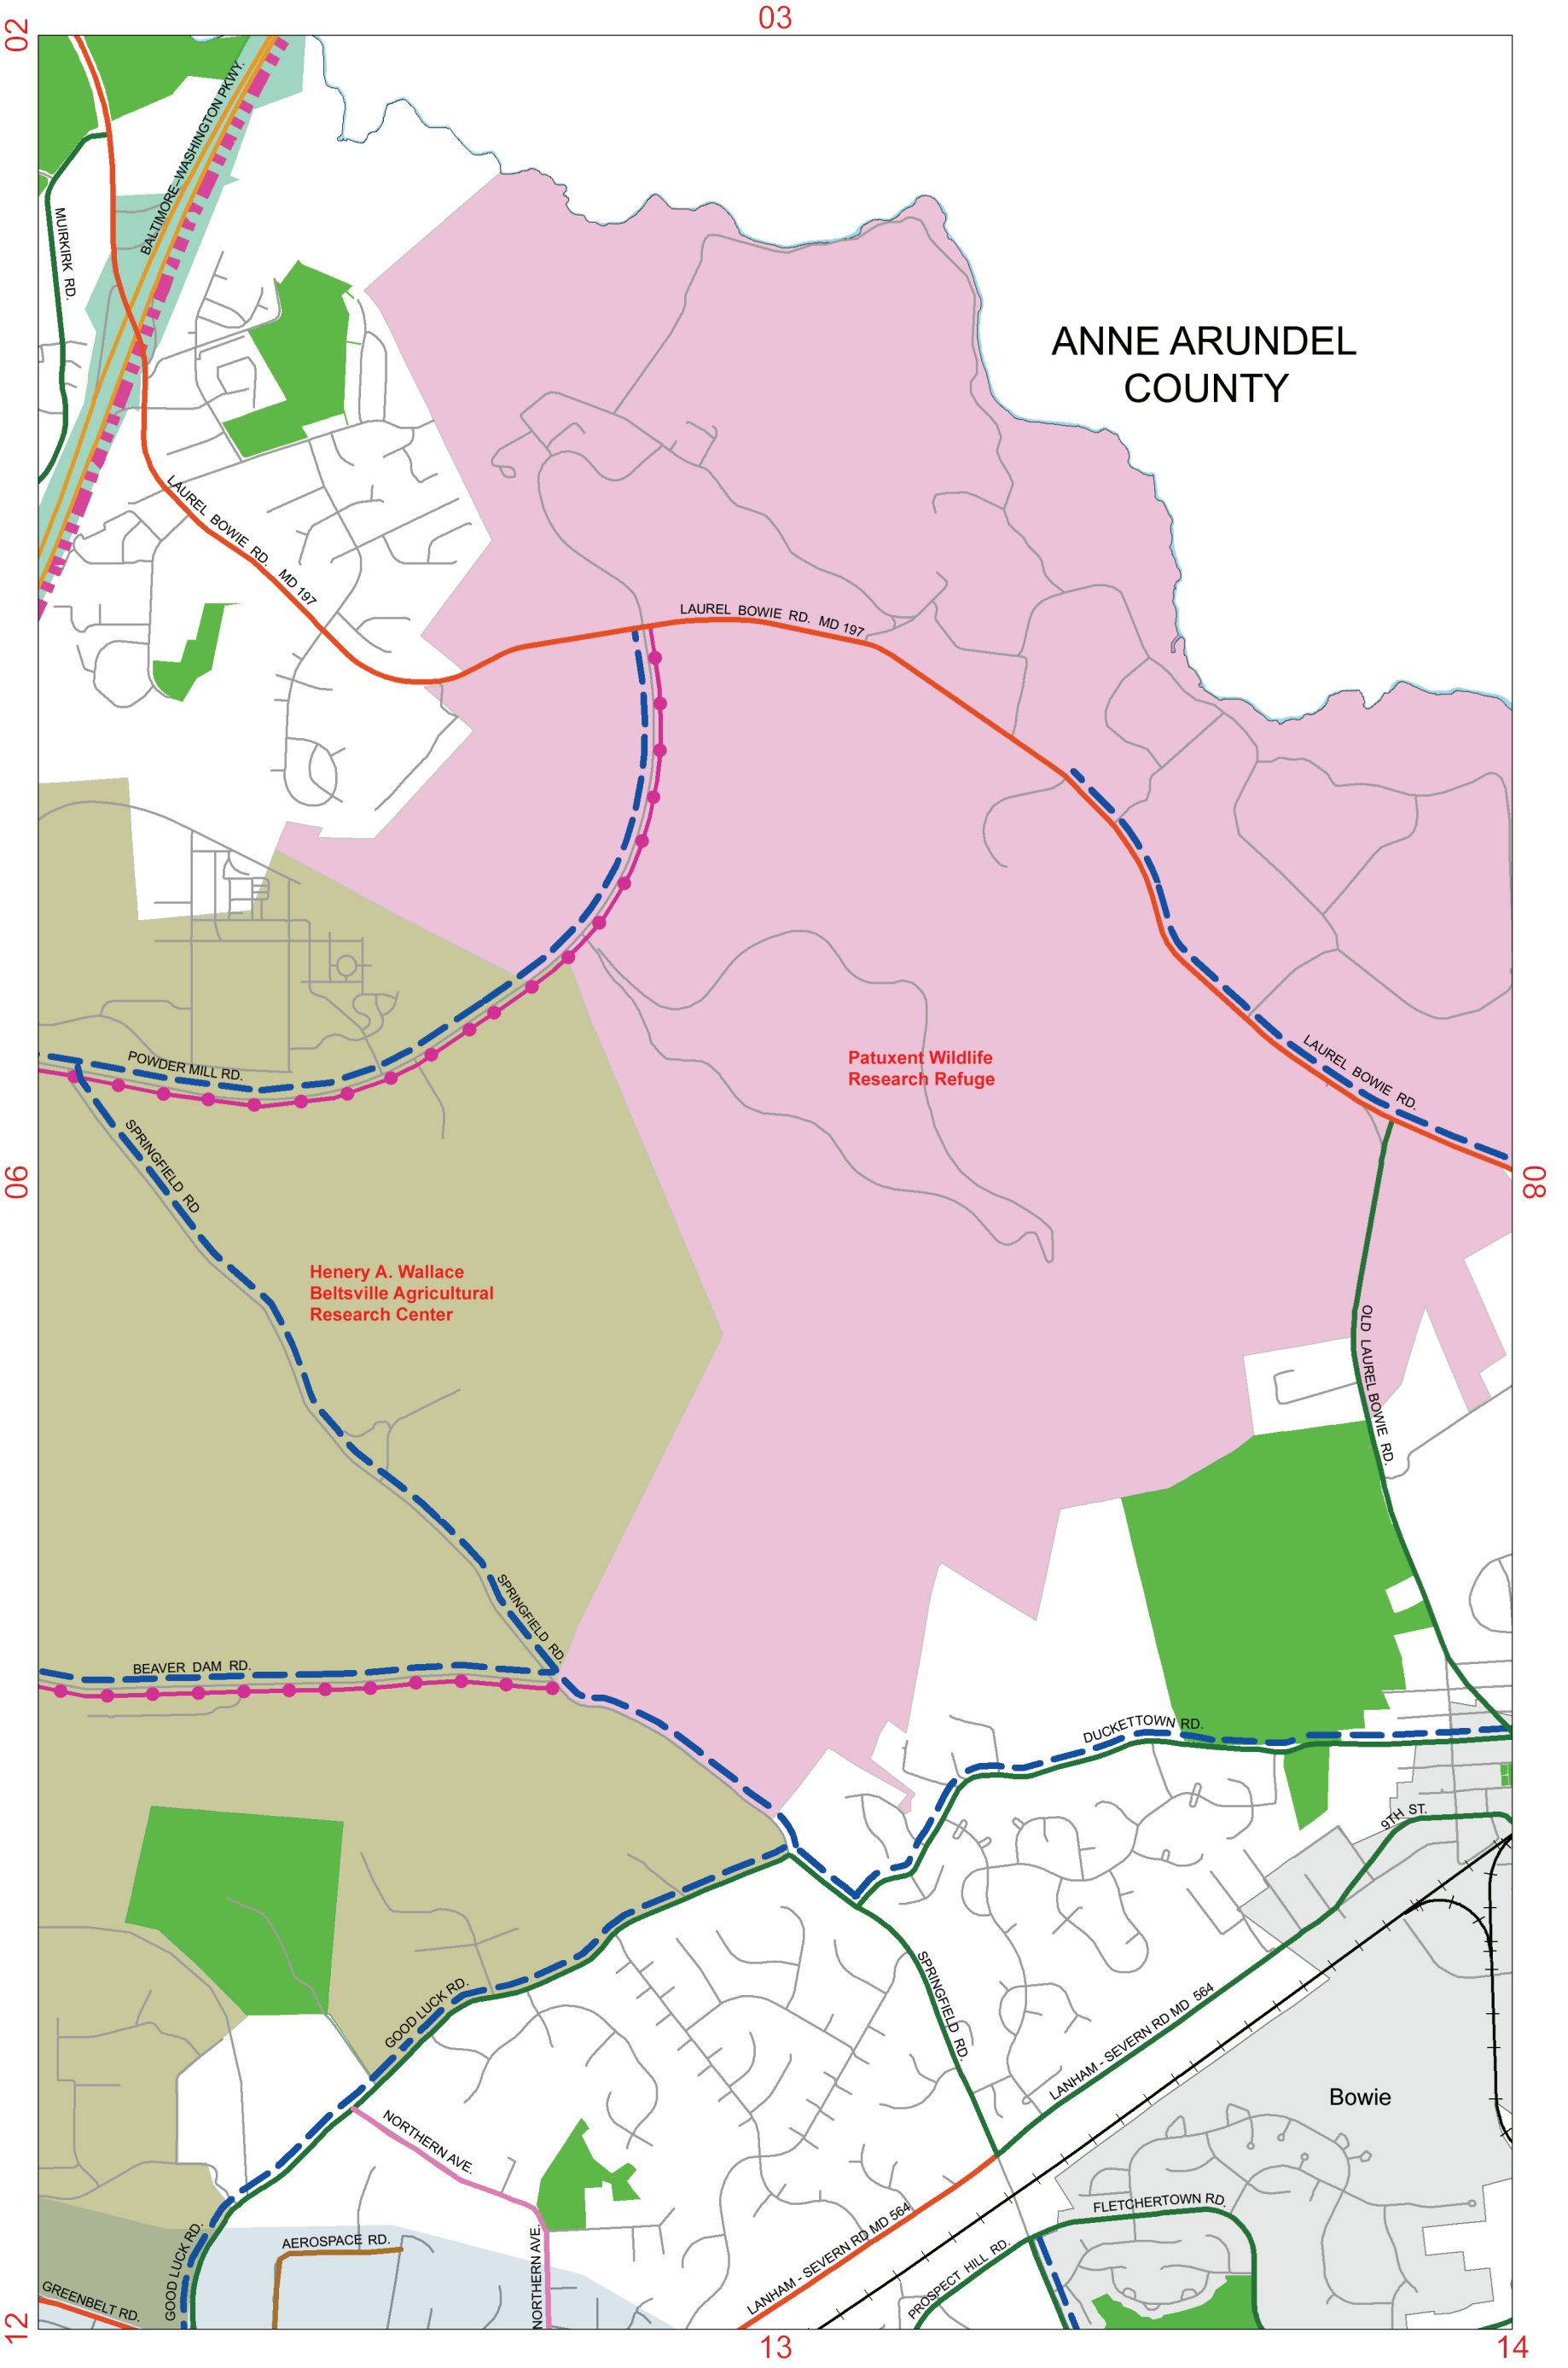 02
03
BALTIMORE-WASHINGTON PKWY.
MUIRKIRK RD.
ANNE ARUNDEL
COUNTY
LAUREL BOWIE RD. MD 197
LAUREL BOWIE RD. MD 197
POWDER MILL RD.
Patuxent Wildlife
Research Refuge
LAUREL BOWIE RD.
SPRINGFIELD RD
06
08
Henery A. Wallace
Beltsville Agricultural
Research Center
OLD LAUREL BOWIE RD.
SPRINGFIELD RD.
BEAVER DAM RD.
DUCKETTOWN RD.
9TH ST.
SPRINGFIELD RD.
GOOD LUCK RD.
LANHAM - SEVERN RD MD 564
Bowie
NORTHERN AVE.
FLETCHERTOWN RD.
GOOD LUCK RD.
AEROSPACE RD.
NORTHERN AVE.
LANHAM - SEVERN RD MD 564
PROSPECT HILL RD.
GREENBELT RD.
12
13
14